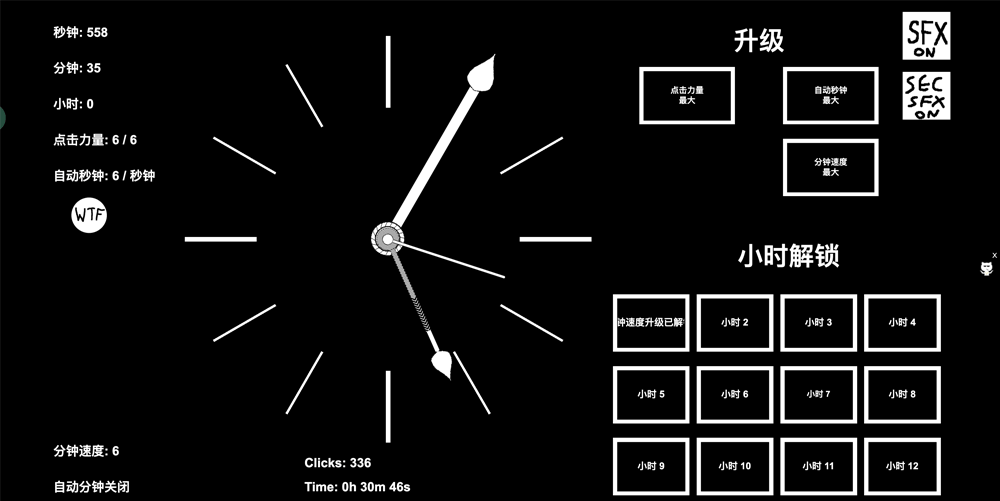 秒钟: 558
分钟: 35
小时: 0
点击力量: 6 / 6
自动秒钟: 6 / 秒钟
WTF
分钟速度: 6
自动分钟关闭
Clicks: 336
Time: 0h 30m 46s
升级
SFX
ON
SEC
SFX
ON
点击力量
最大
自动秒钟
最大
分钟速度
最大
X
小时解锁
钟速度升级已解
小时 2
小时 3
小时 4
小时 5
小时 6
小时 7
小时 8
小时 9
小时 10
小时 11
小时 12